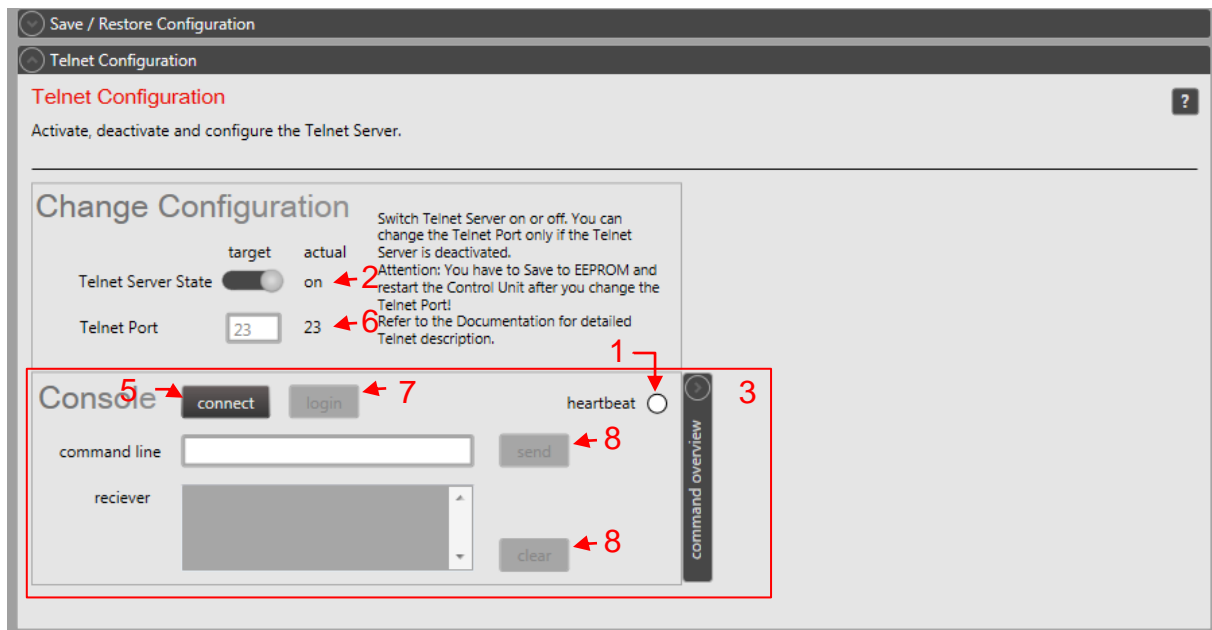 Save / Restore Configuration
Telnet Configuration
Telnet Configuration
?
Activate, deactivate and configure the Telnet Server.
Change Configuration
Switch Telnet Server on or off. You can
change the Telnet Port only if the Telnet
Server is deactivated.
Attention: You have to Save to EEPROM and
restart the Control Unit after you change the
Telnet Port!
Refer to the Documentation for detailed
Telnet description.
target actual
Telnet Server State on 2
Telnet Port 23 23 6
1
Console 5 connect login 7 heartbeat 3
command line send 8
reciever
clear 8
command overview